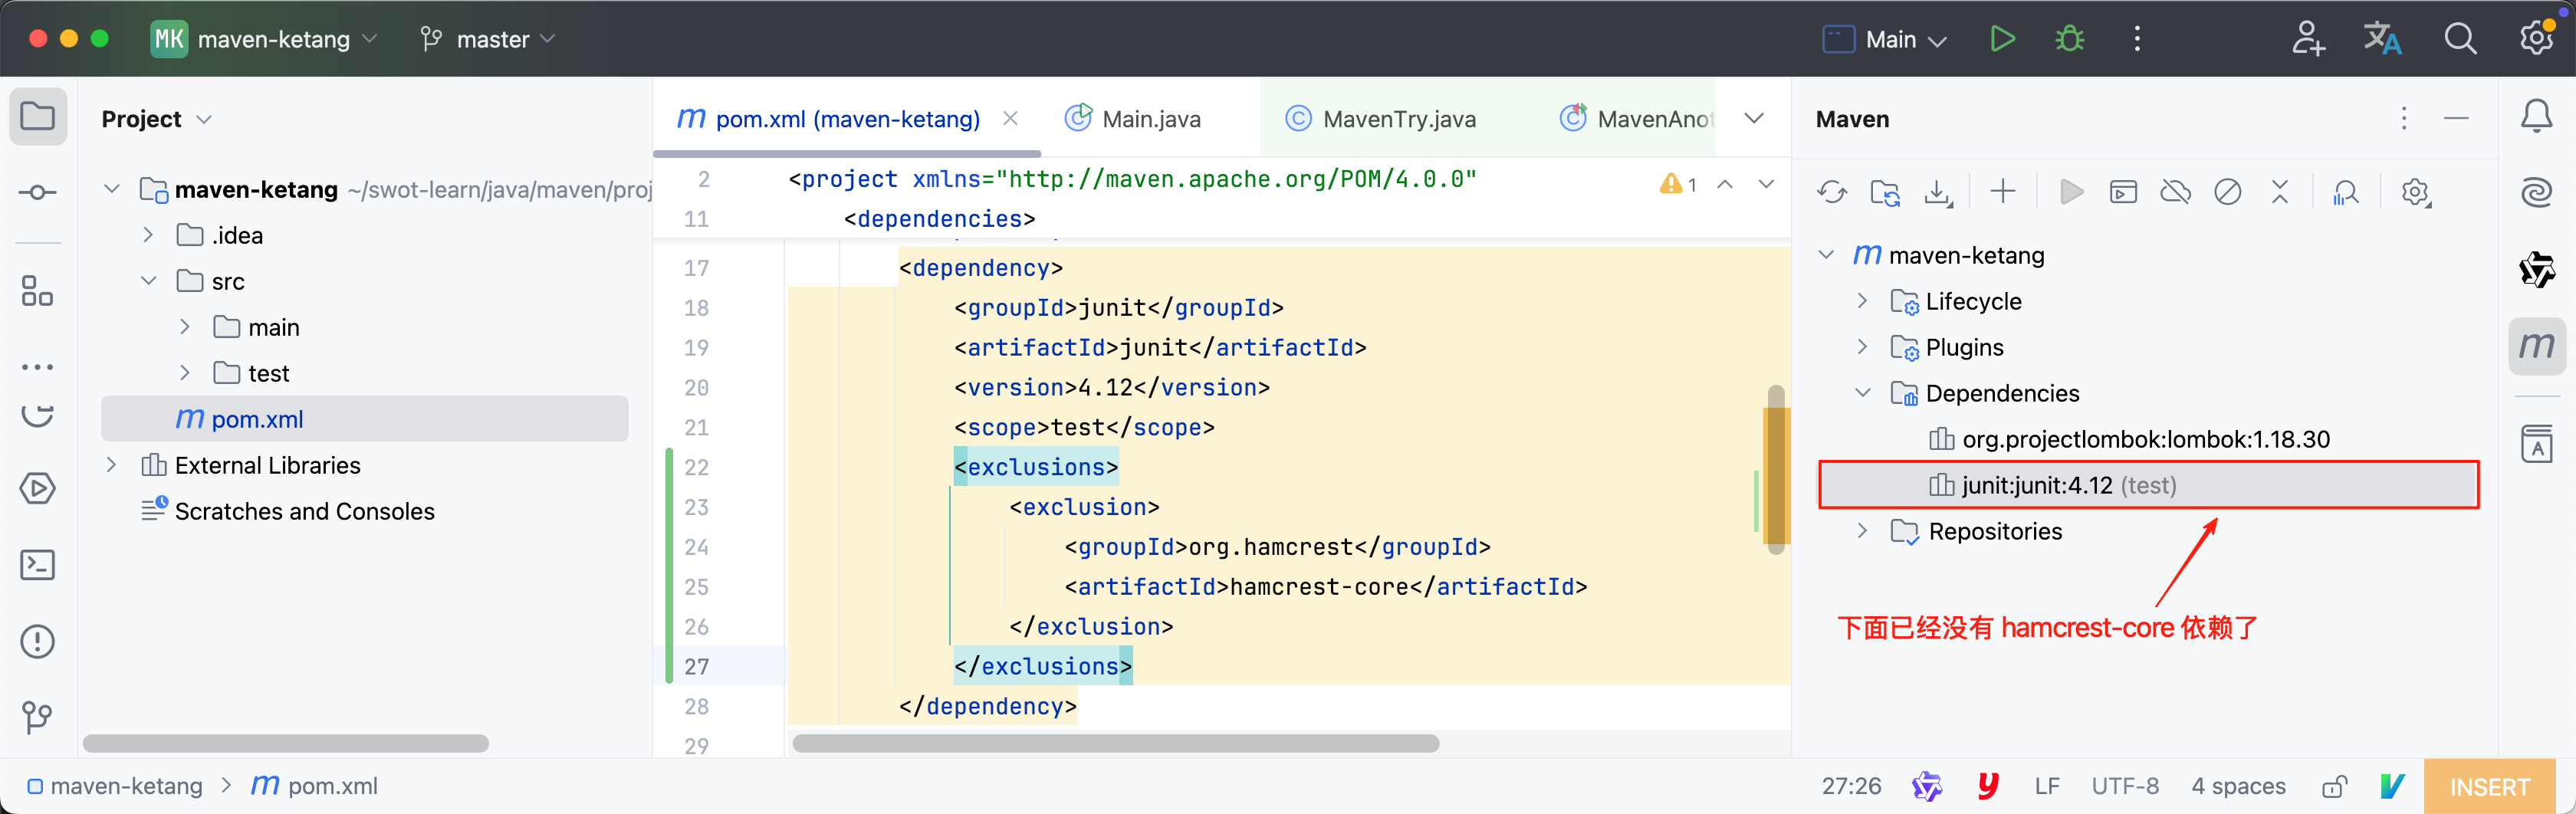 MK maven-ketang master Main
Project
maven-ketang ~/swot-learn/java/maven/proj
.idea
src
main
test
pom.xml
External Libraries
Scratches and Consoles
pom.xml (maven-ketang) Main.java MavenTry.java MavenAnot
2 <project xmlns="http://maven.apache.org/POM/4.0.0"
1
11 <dependencies>
17 <dependency>
18 <groupId>junit</groupId>
19 <artifactId>junit</artifactId>
20 <version>4.12</version>
21 <scope>test</scope>
22 <exclusions>
23 <exclusion>
24 <groupId>org.hamcrest</groupId>
25 <artifactId>hamcrest-core</artifactId>
26 </exclusion>
27 </exclusions>
28 </dependency>
29
Maven
maven-ketang
Lifecycle
Plugins
Dependencies
org.projectlombok:lombok:1.18.30
junit:junit:4.12 (test)
Repositories
下面已经没有 hamcrest-core 依赖了
maven-ketang > pom.xml
27:26 LF UTF-8 4 spaces INSERT